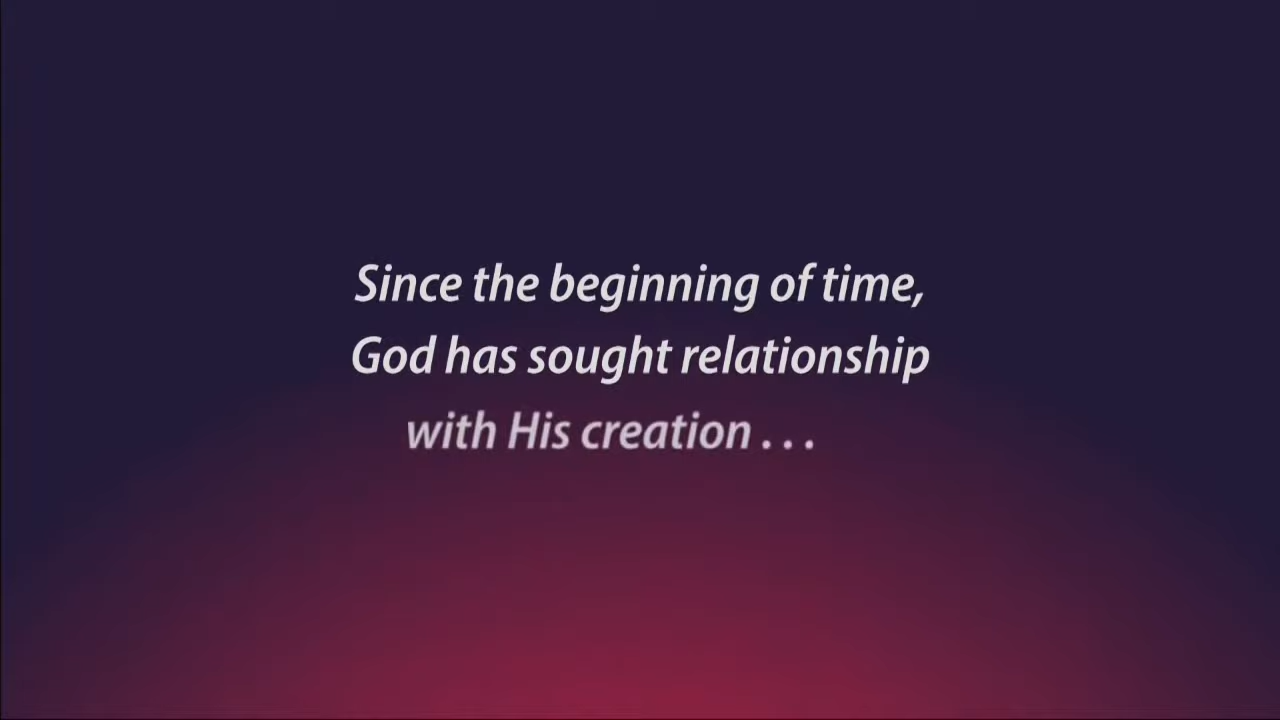 Since the beginning of time,
God has sought relationship
with His creation . . .